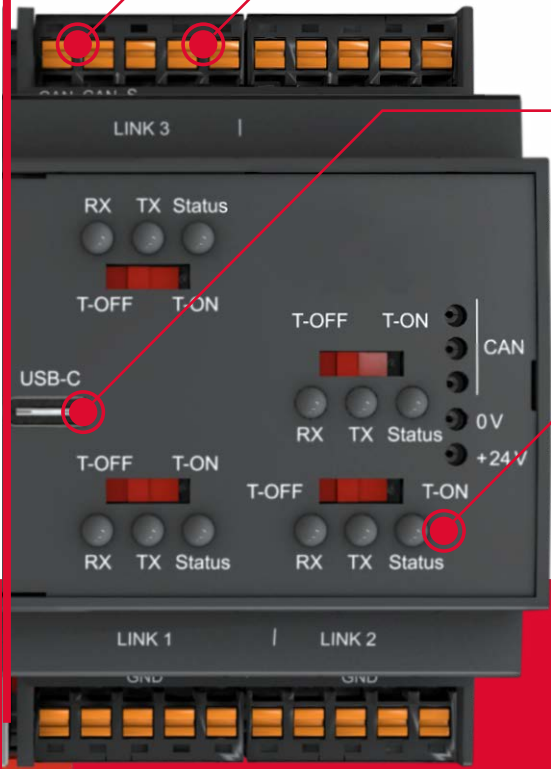 LINK 3
RX TX Status
T-OFF T-ON
T-OFF T-ON
CAN
USB-C
RX TX Status
0 V
+24 V
T-OFF T-ON
T-OFF T-ON
RX TX Status
RX TX Status
LINK 1
LINK 2
GND
GND